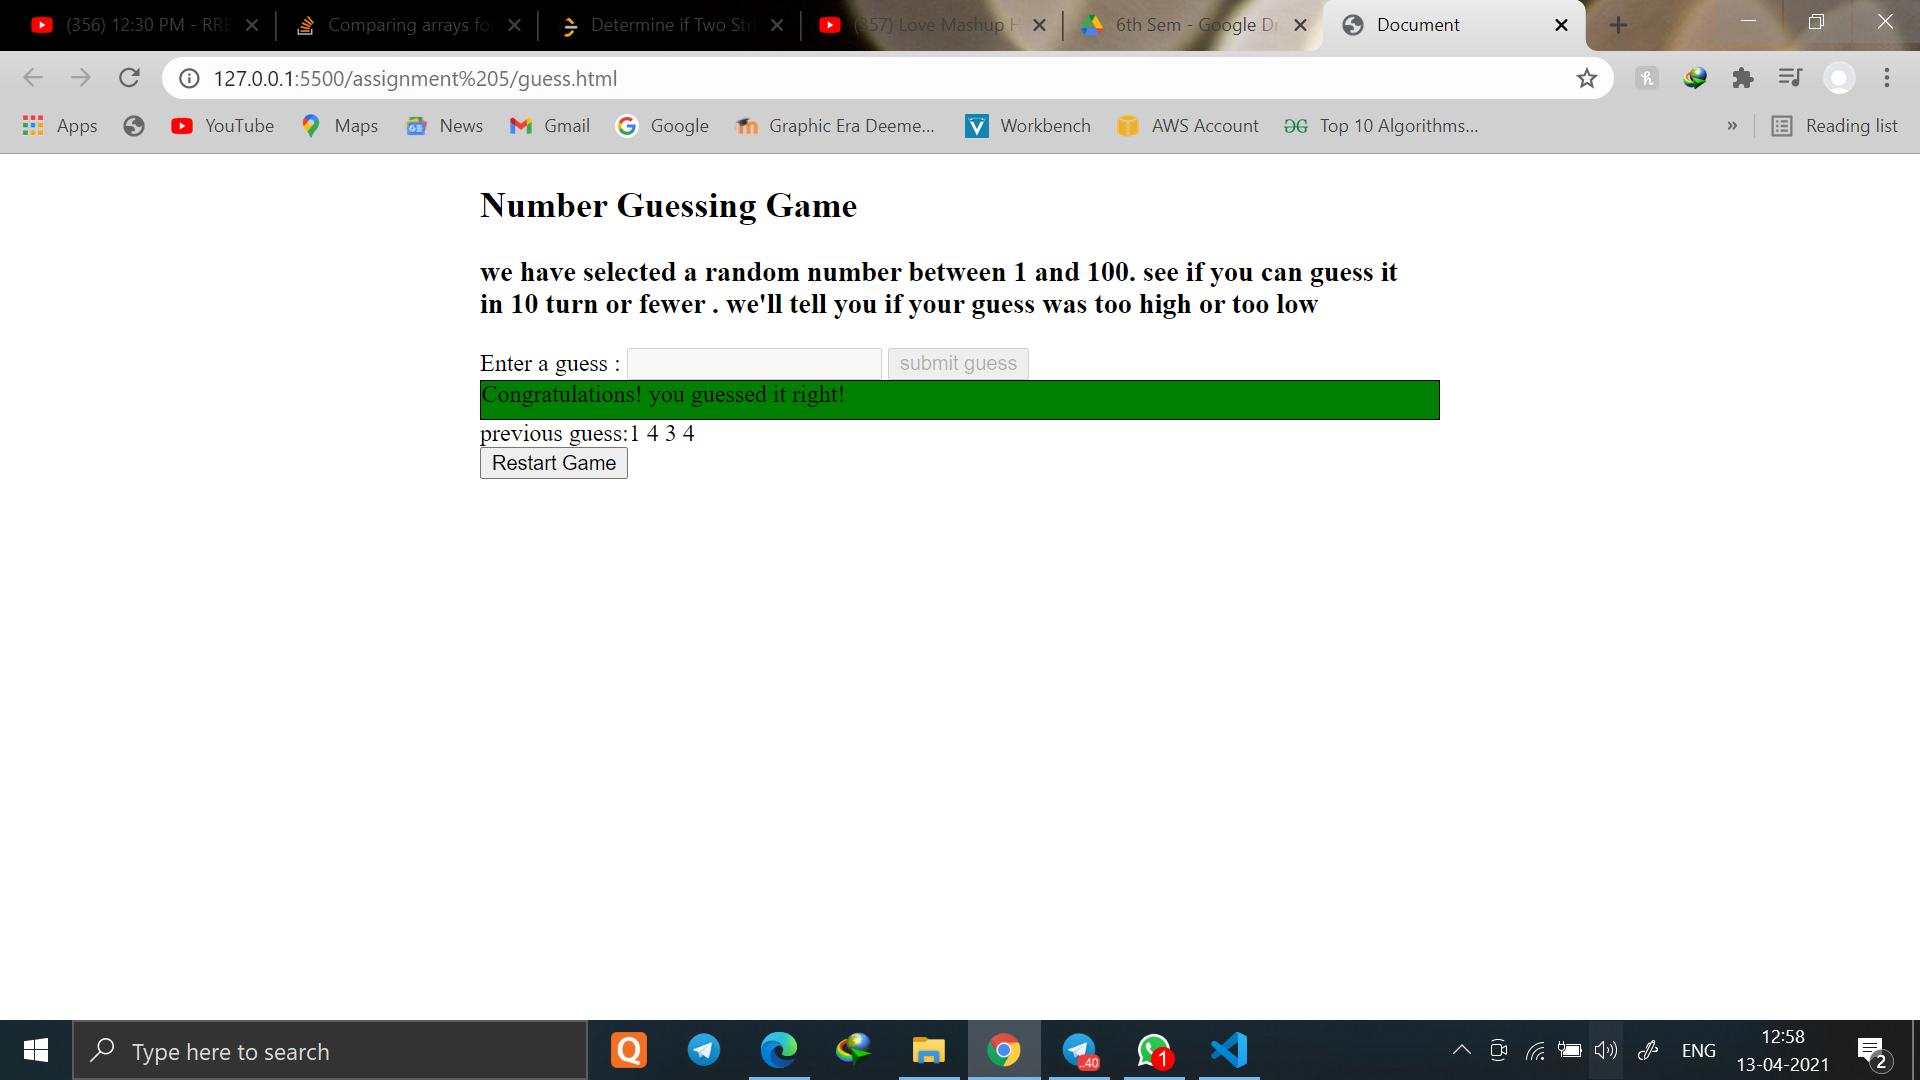 (356) 12:30 PM - RRB
Comparing arrays fo
Determine if Two Str
(357) Love Mashup H
6th Sem - Google Dr
Document
127.0.0.1:5500/assignment%205/guess.html
Apps
YouTube
Maps
News
Gmail
Google
Graphic Era Deeme...
Workbench
AWS Account
Top 10 Algorithms...
»
Reading list
Number Guessing Game
we have selected a random number between 1 and 100. see if you can guess it
in 10 turn or fewer . we'll tell you if your guess was too high or too low
Enter a guess :
submit guess
Congratulations! you guessed it right!
previous guess:1 4 3 4
Restart Game
Type here to search
..40
1
ENG
12:58
13-04-2021
2